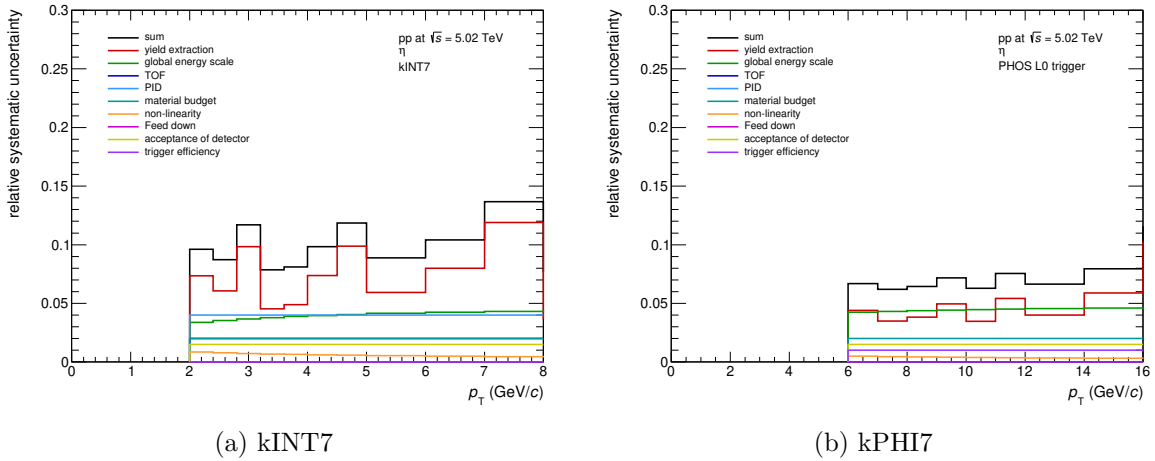 relative systematic uncertainty
0.3
0.25
0.2
0.15
0.1
0.05
0
sum
yield extraction
global energy scale
TOF
PID
material budget
non-linearity
Feed down
acceptance of detector
trigger efficiency
pp at √s = 5.02 TeV
η
kINT7
0 1 2 3 4 5 6 7 8
p_T (GeV/c)
(a) kINT7
relative systematic uncertainty
0.3
0.25
0.2
0.15
0.1
0.05
0
sum
yield extraction
global energy scale
TOF
PID
material budget
non-linearity
Feed down
acceptance of detector
trigger efficiency
pp at √s = 5.02 TeV
η
PHOS L0 trigger
0 2 4 6 8 10 12 14 16
p_T (GeV/c)
(b) kPHI7